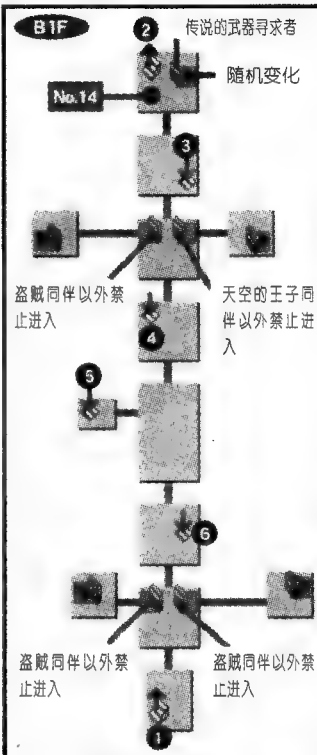 B1F
2
传说的武器寻求者
随机变化
No.14
3
盗贼同伴以外禁
止进入
天空的王子同
伴以外禁止进
入
4
5
6
盗贼同伴以外禁
止进入
盗贼同伴以外禁
止进入
1